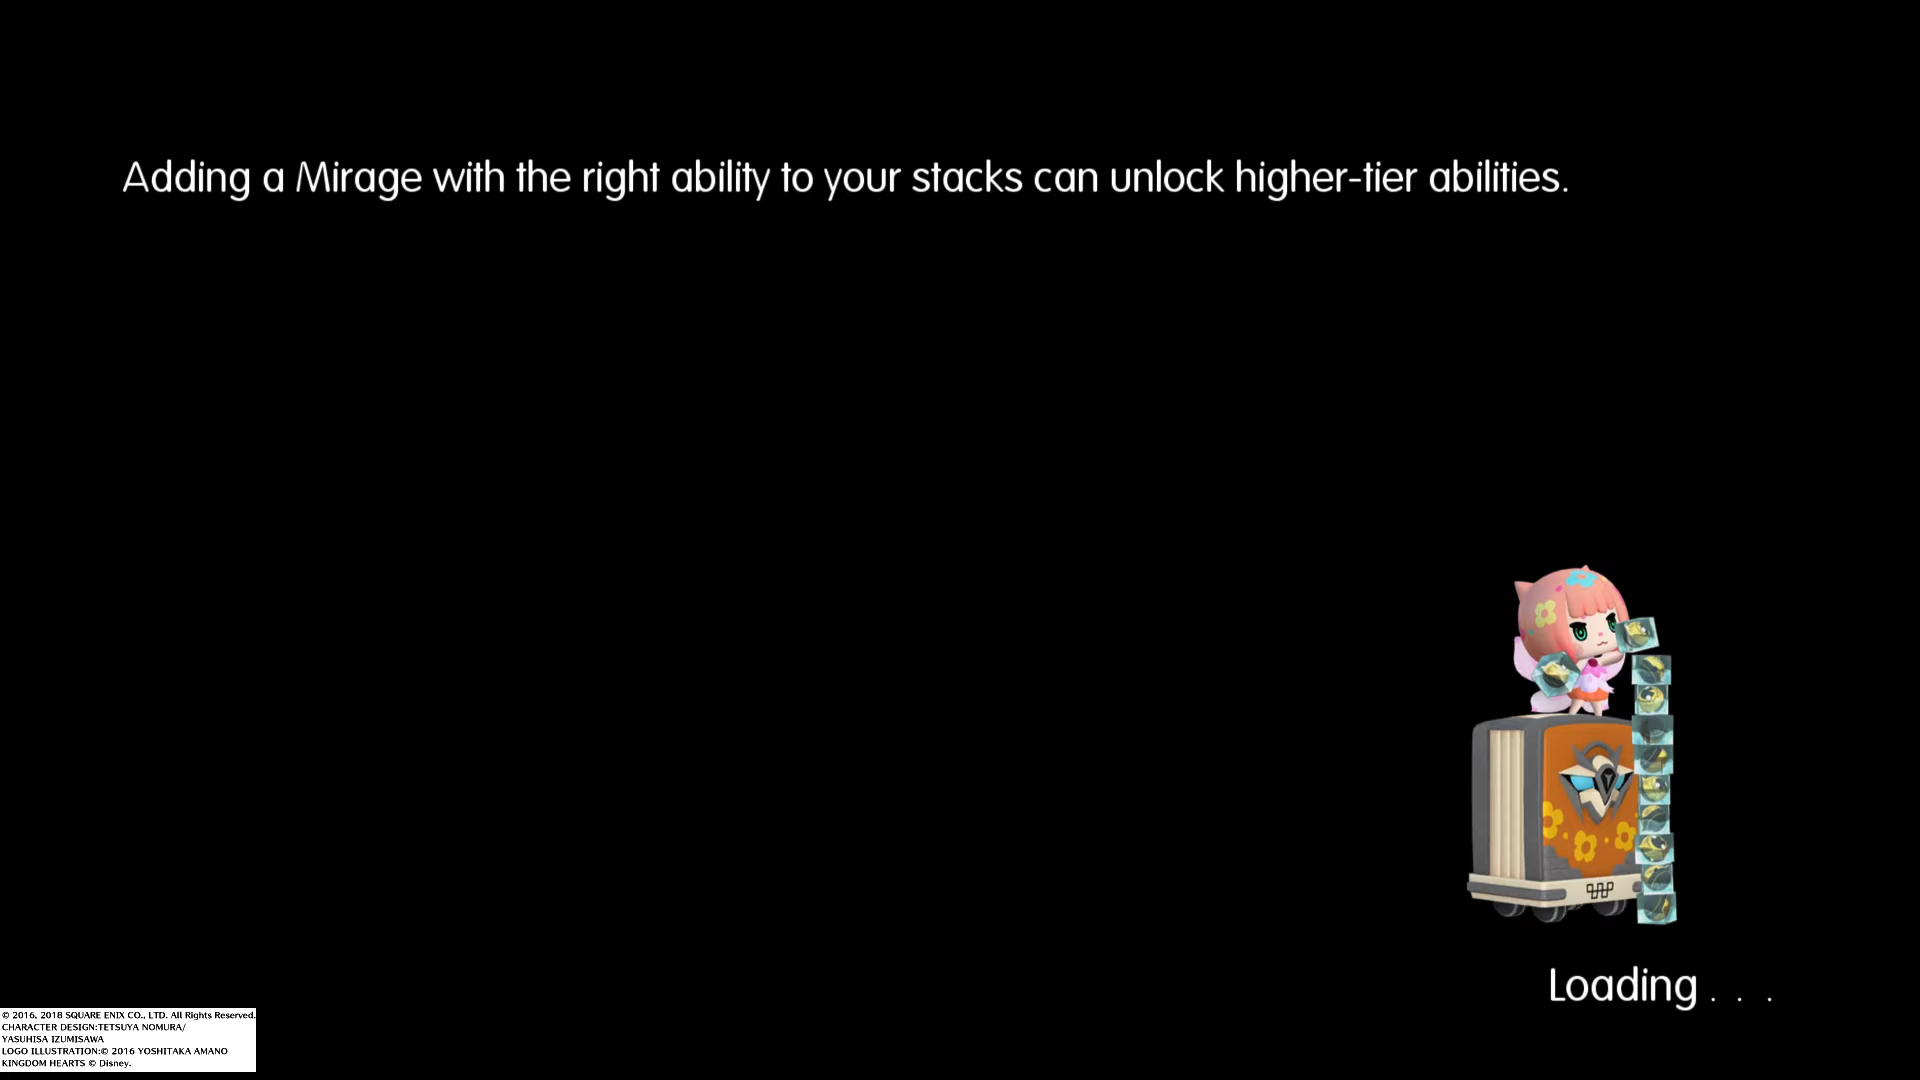 Adding a Mirage with the right ability to your stacks can unlock higher-tier abilities.
Loading . . .
© 2016, 2018 SQUARE ENIX CO., LTD. All Rights Reserved.
CHARACTER DESIGN:TETSUYA NOMURA/
YASUHISA IZUMISAWA
LOGO ILLUSTRATION:© 2016 YOSHITAKA AMANO
KINGDOM HEARTS © Disney.